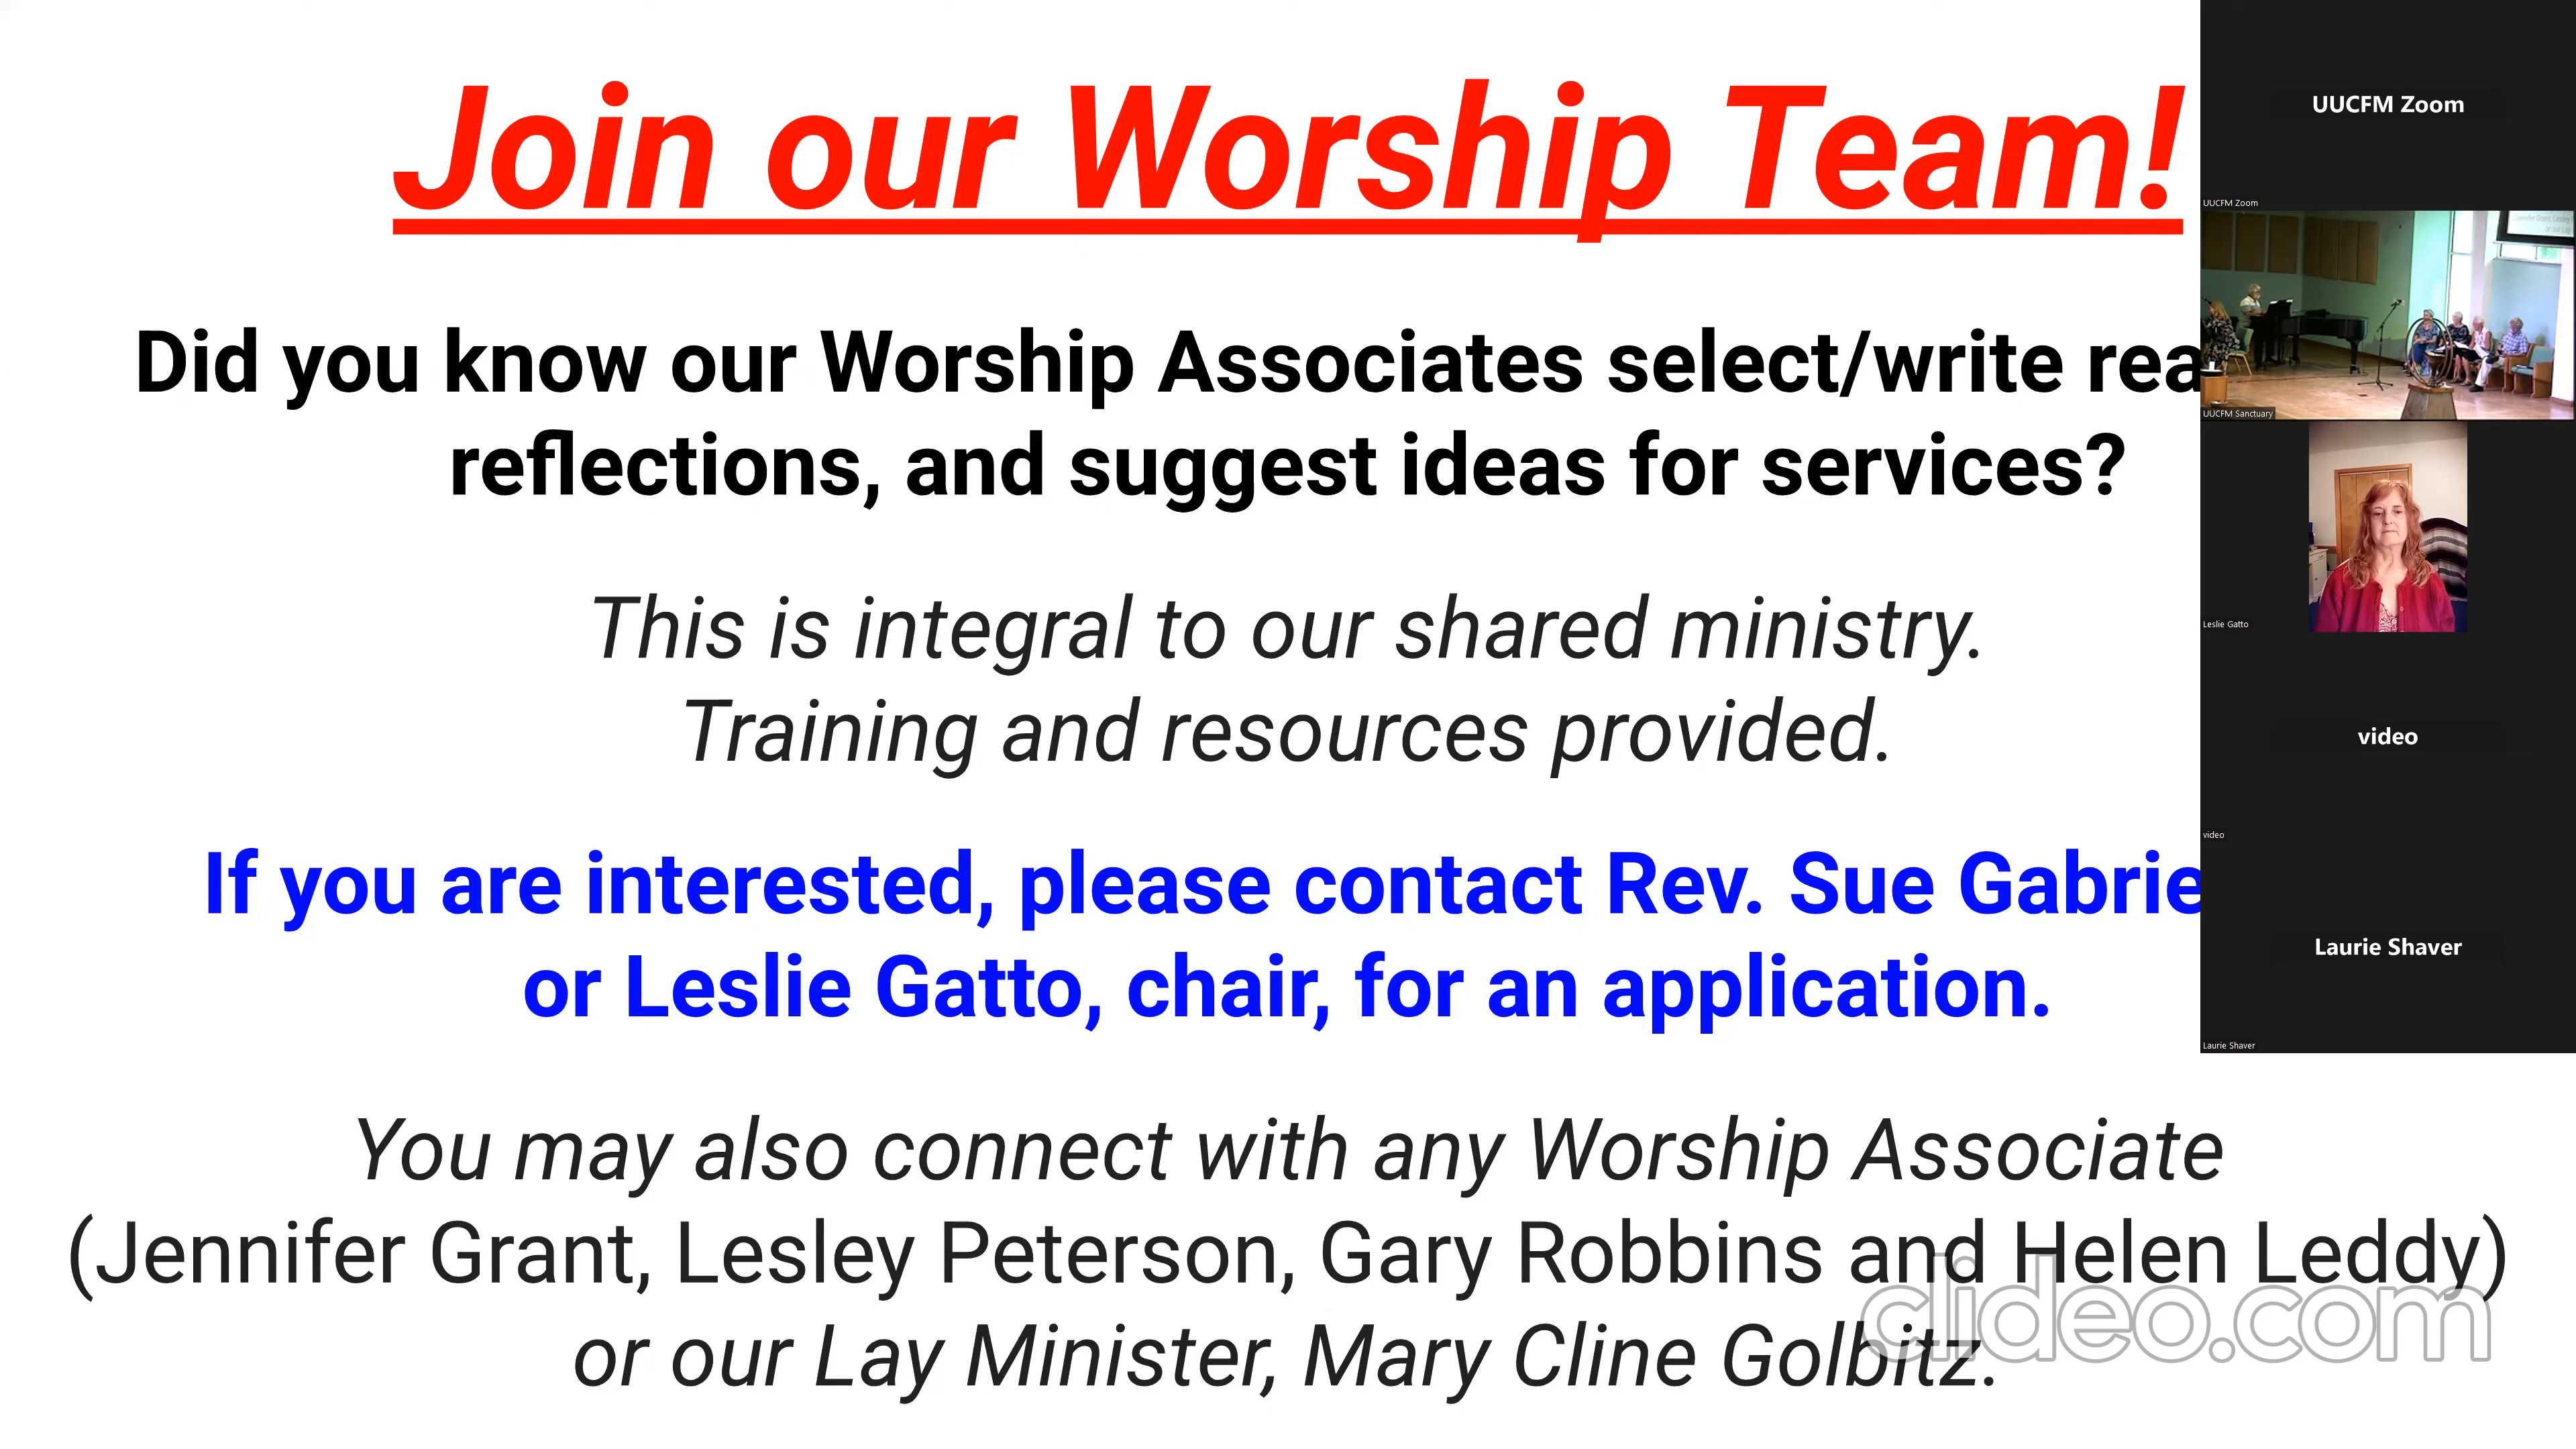 Join our Worship Team!
Did you know our Worship Associates select/write
reflections, and suggest ideas for services?
This is integral to our shared ministry.
Training and resources provided.
If you are interested, please contact Rev. Sue
or Leslie Gatto, chair, for an application.
You may also connect with any Worship Associate
(Jennifer Grant, Lesley Peterson, Gary Robbins and Helen Leddy)
or our Lay Minister, Mary Cline Golbitz.
clideo.com
UUCFM Zoom
UUCFM Zoom
UUCFM Sanctuary
Leslie Gatto
video
video
Laurie Shaver
Laurie Shaver